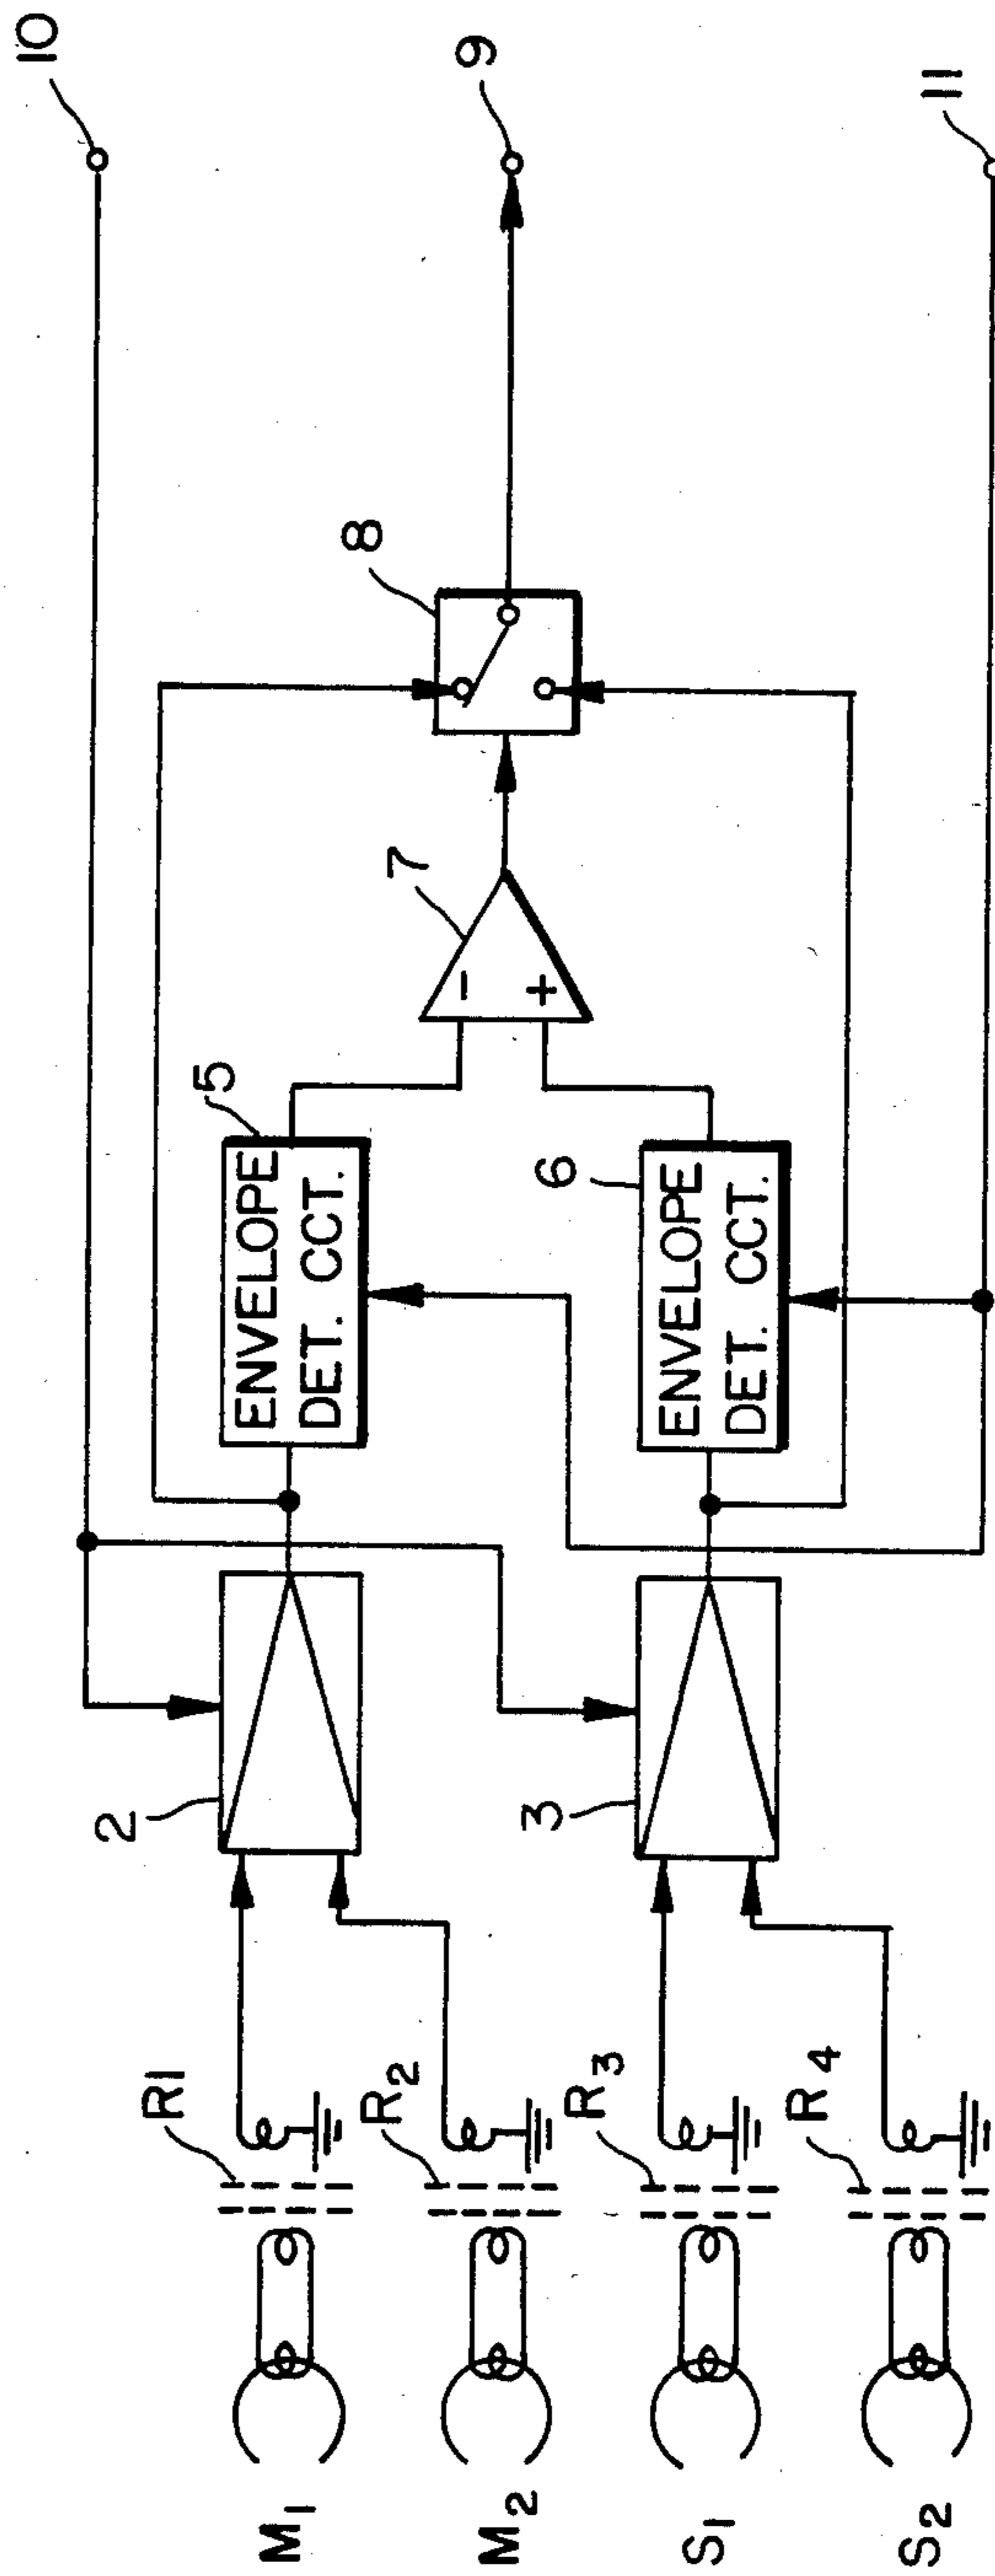 10
9
11
8
7
5
ENVELOPE
DET. CCT.
6
ENVELOPE
DET. CCT.
−
+
2
3
R1
R2
R3
R4
M1
M2
S1
S2